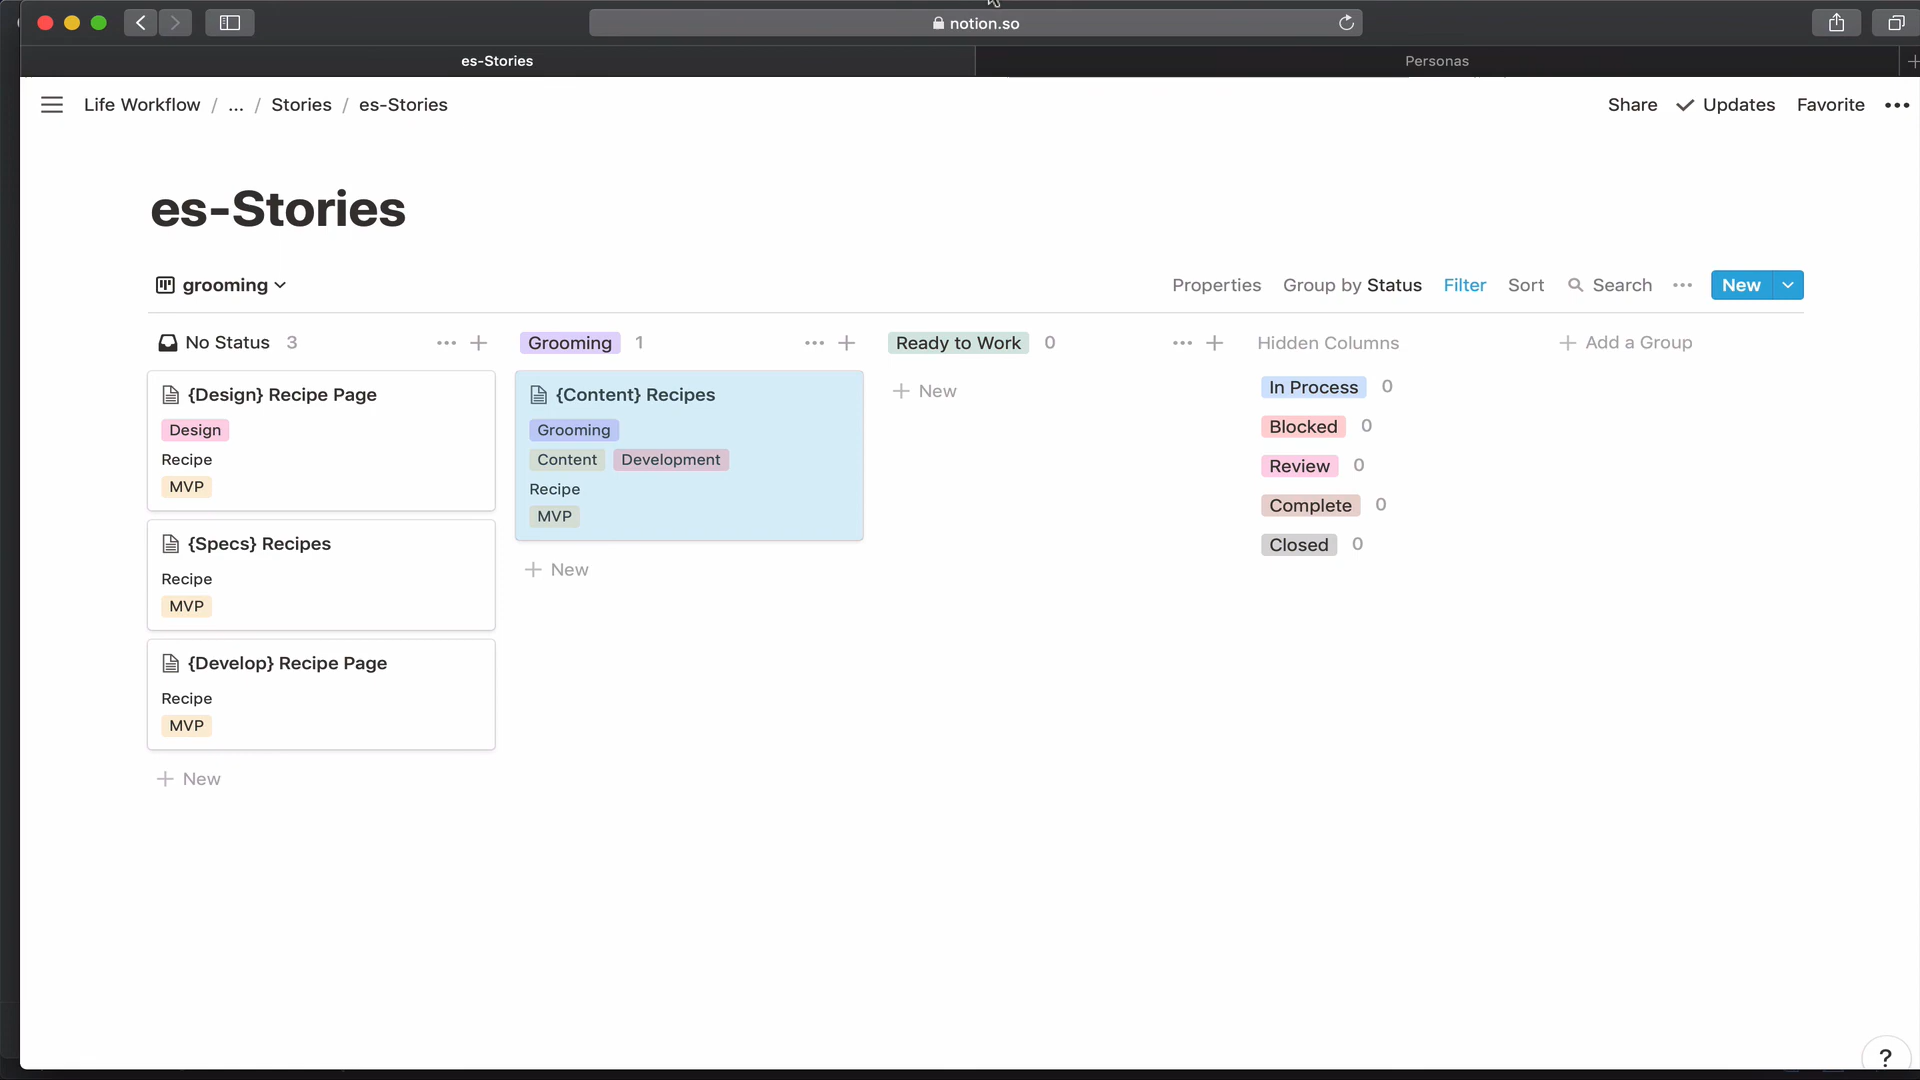 notion.so
es-Stories
Personas
Life Workflow / ... / Stories / es-Stories
Share Updates Favorite •••
es-Stories
grooming
Properties Group by Status Filter Sort Search ••• New
No Status 3 ••• +
{Design} Recipe Page
Design
Recipe
MVP
{Specs} Recipes
Recipe
MVP
{Develop} Recipe Page
Recipe
MVP
+ New
Grooming 1 ••• +
{Content} Recipes
Grooming
Content Development
Recipe
MVP
+ New
Ready to Work 0 ••• +
+ New
Hidden Columns
In Process 0
Blocked 0
Review 0
Complete 0
Closed 0
+ Add a Group
?